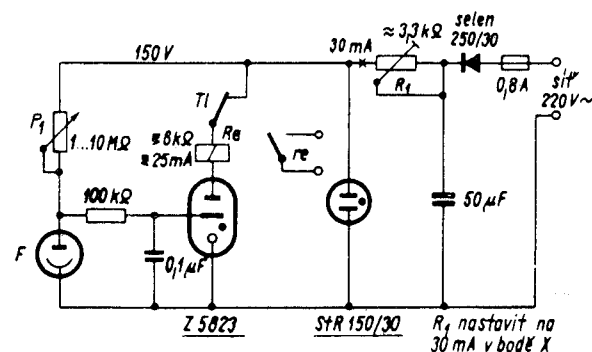 150 V
30 mA
≈ 3,3 kΩ
R₁
selen
250/30
0,8 A
síť
220 V~
P₁
1...10 MΩ
Tl
Re
≈ 8 kΩ
≈ 25 mA
re
100 kΩ
F
0,1 µF
50 µF
Z 5823
StR 150/30
R₁ nastavit na
30 mA v bodě X